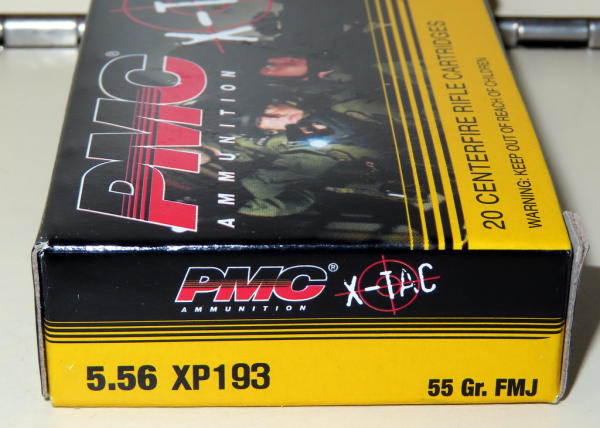 PMC®
AMMUNITION
X-TAC
20 CENTERFIRE RIFLE CARTRIDGES
WARNING: KEEP OUT OF REACH OF CHILDREN
PMC®
AMMUNITION
X-TAC
5.56 XP193
55 Gr. FMJ